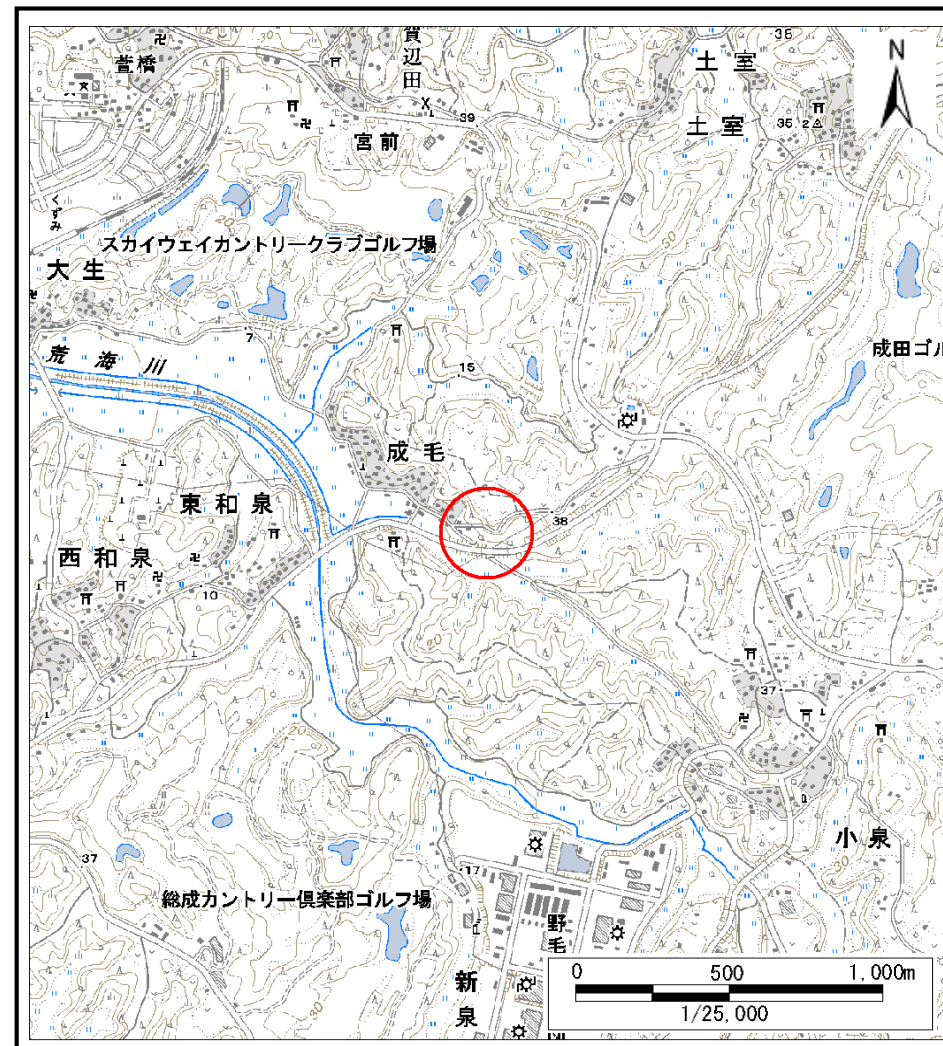 N
菅橋
賀辺田
土室
38
35
2
39
土室
宮前
くずみ
スカイウェイカントリークラブゴルフ場
大生
7
荒海川
成田ゴル
15
成毛
東和泉
38
西和泉
10
37
小泉
37
17
総成カントリー倶楽部ゴルフ場
野毛
新泉
0 500 1,000m
1/25,000